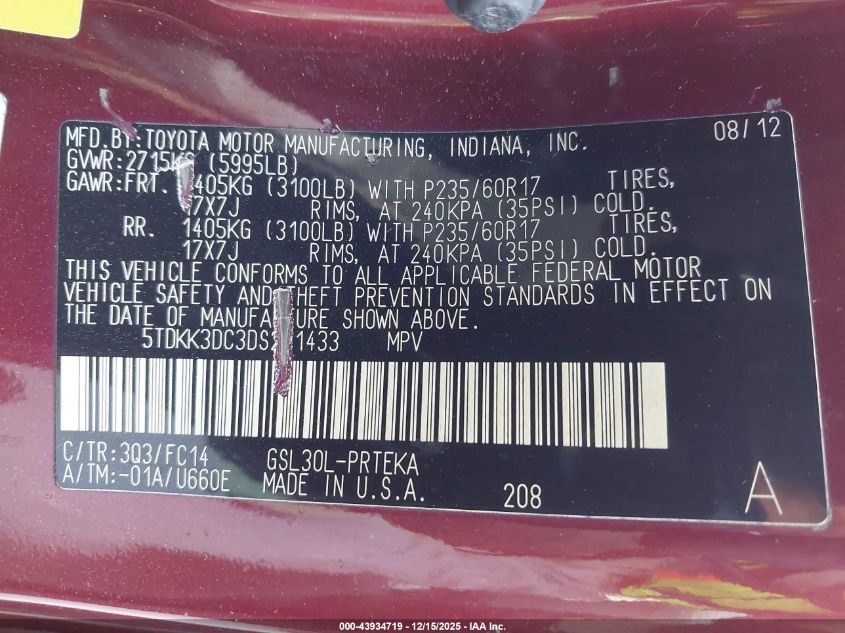 MFD.BY:TOYOTA MOTOR MANUFACTURING, INDIANA, INC. 08/12
GVWR:2715KG (5995LB)
GAWR:FRT. 1405KG (3100LB) WITH P235/60R17 TIRES,
17X7J RIMS, AT 240KPA (35PSI) COLD.
RR. 1405KG (3100LB) WITH P235/60R17 TIRES,
17X7J RIMS, AT 240KPA (35PSI) COLD.
THIS VEHICLE CONFORMS TO ALL APPLICABLE FEDERAL MOTOR
VEHICLE SAFETY AND THEFT PREVENTION STANDARDS IN EFFECT ON
THE DATE OF MANUFACTURE SHOWN ABOVE.
MPV
C/TR:3Q3/FC14 GSL30L-PRTEKA
A/TM:-01A/U660E MADE IN U.S.A.
208 A
000-43934719 - 12/15/2025 - IAA Inc.